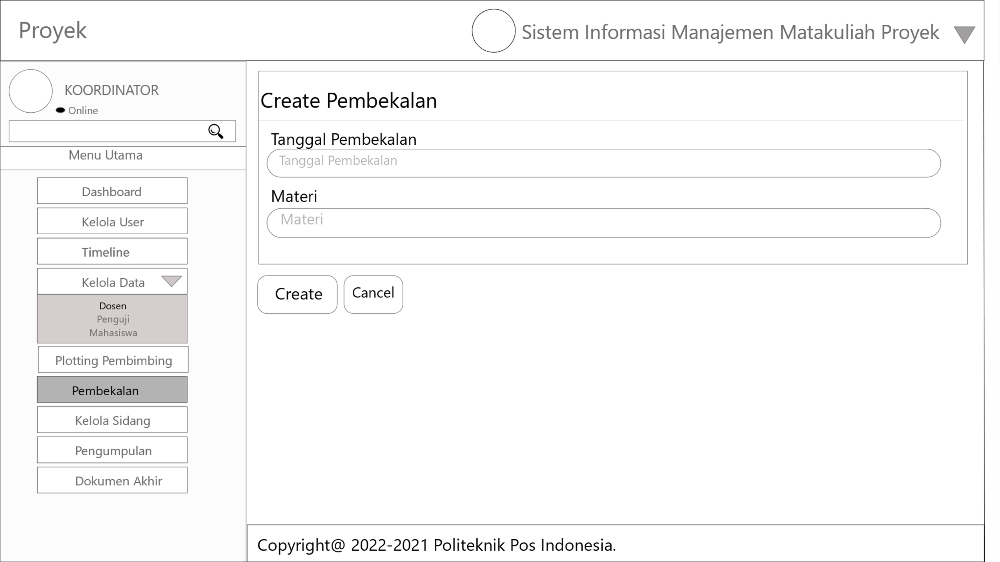 Proyek
Sistem Informasi Manajemen Matakuliah Proyek
KOORDINATOR
Online
Menu Utama
Dashboard
Kelola User
Timeline
Kelola Data
Dosen
Penguji
Mahasiswa
Plotting Pembimbing
Pembekalan
Kelola Sidang
Pengumpulan
Dokumen Akhir
Create Pembekalan
Tanggal Pembekalan
Tanggal Pembekalan
Materi
Materi
Create
Cancel
Copyright@ 2022-2021 Politeknik Pos Indonesia.